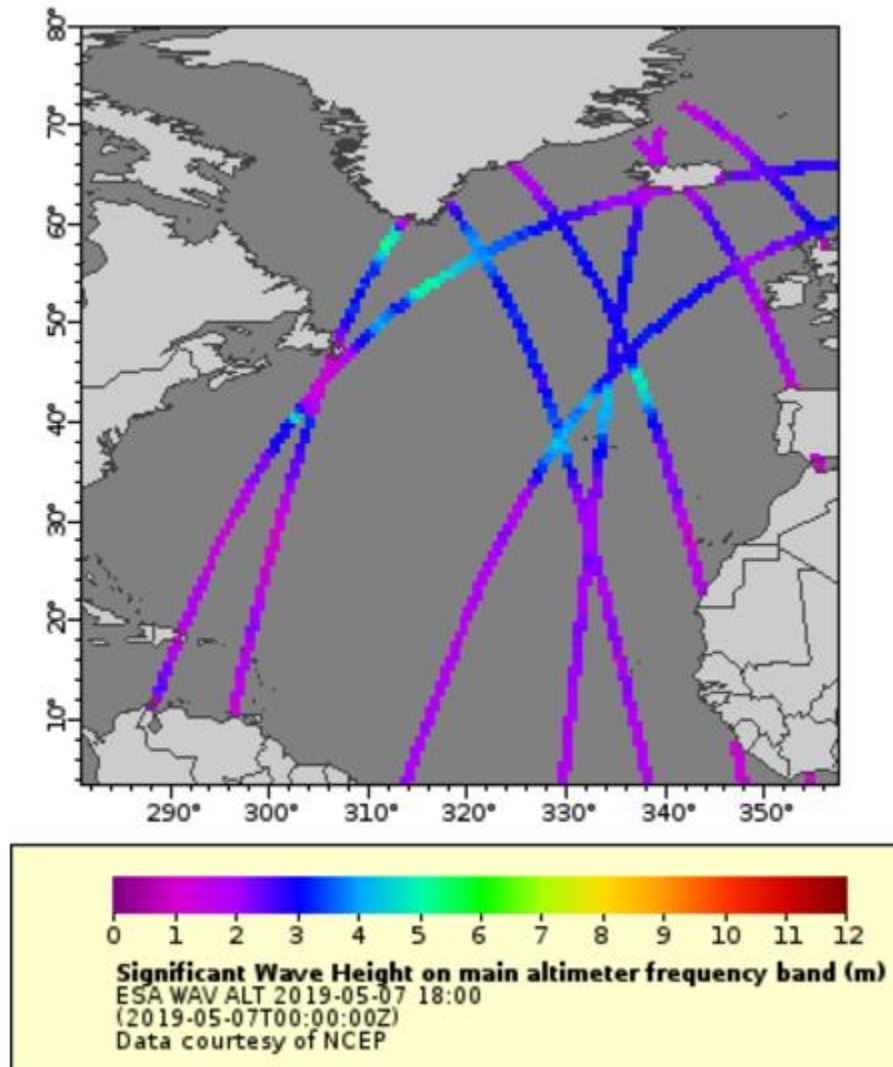 80°
70°
60°
50°
40°
30°
20°
10°
290° 300° 310° 320° 330° 340° 350°
0 1 2 3 4 5 6 7 8 9 10 11 12
Significant Wave Height on main altimeter frequency band (m)
ESA WAV ALT 2019-05-07 18:00
(2019-05-07T00:00:00Z)
Data courtesy of NCEP